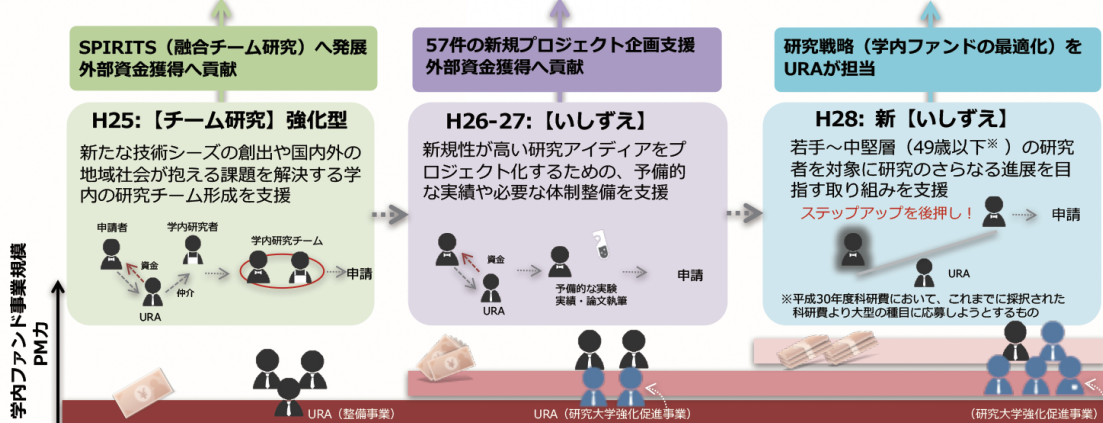 SPIRITS（融合チーム研究）へ発展
外部資金獲得へ貢献
57件の新規プロジェクト企画支援
外部資金獲得へ貢献
研究戦略（学内ファンドの最適化）を
URAが担当
H25:【チーム研究】強化型
新たな技術シーズの創出や国内外の
地域社会が抱える課題を解決する学
内の研究チーム形成を支援
申請者
学内研究者
学内研究チーム
資金
仲介
URA
申請
H26-27:【いしずえ】
新規性が高い研究アイディアをプ
ロジェクト化するための、予備的
な実績や必要な体制整備を支援
資金
URA
予備的な実験
実績・論文執筆
申請
H28: 新【いしずえ】
若手～中堅層（49歳以下※ ）の研究
者を対象に研究のさらなる進展を目
指す取り組みを支援
ステップアップを後押し！
申請
URA
※平成30年度科研費において、これまでに採択された
科研費より大型の種目に応募しようとするもの
学内ファンド事業規模
PM力
URA（整備事業）
URA（研究大学強化促進事業）
（研究大学強化促進事業）